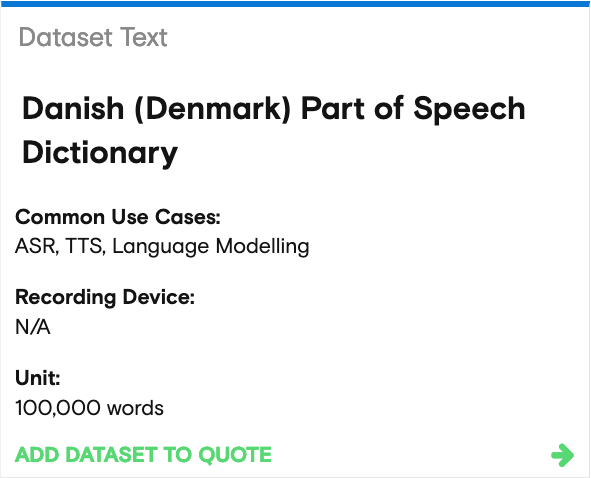 Dataset Text
Danish (Denmark) Part of Speech
Dictionary
Common Use Cases:
ASR, TTS, Language Modelling
Recording Device:
N/A
Unit:
100,000 words
ADD DATASET TO QUOTE